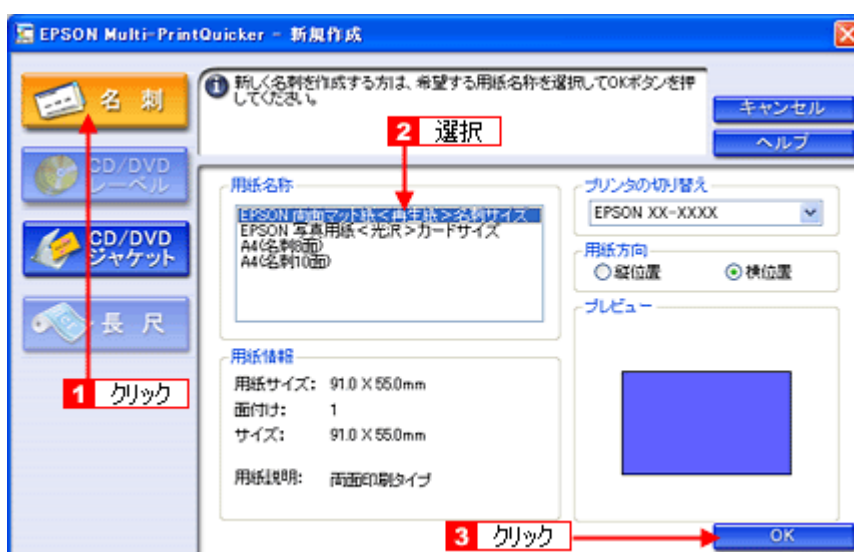 EPSON Multi-PrintQuicker - 新規作成
名 刺
CD/DVD
レーベル
CD/DVD
ジャケット
長 尺
1 クリック
新しく名刺を作成する方は、希望する用紙名称を選択してOKボタンを押
してください。
キャンセル
ヘルプ
2 選択
用紙名称
EPSON 両面マット紙<再生紙>名刺サイズ
EPSON 写真用紙<光沢>カードサイズ
A4(名刺8面)
A4(名刺10面)
プリンタの切り替え
EPSON XX-XXXX
用紙方向
縦位置
横位置
プレビュー
用紙情報
用紙サイズ: 91.0 X 55.0mm
面付け: 1
サイズ: 91.0 X 55.0mm
用紙説明: 両面印刷タイプ
3 クリック
OK